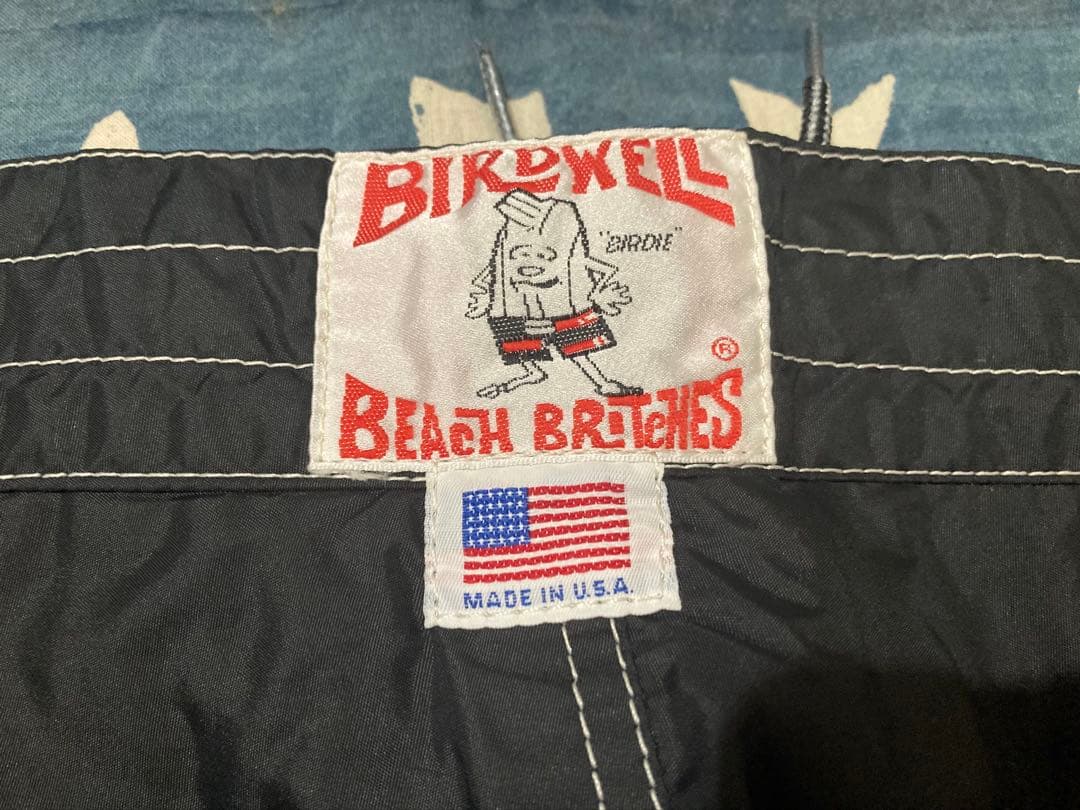 BIRDWELL
"BIRDIE"
®
BEACH BRITCHES
MADE IN U.S.A.